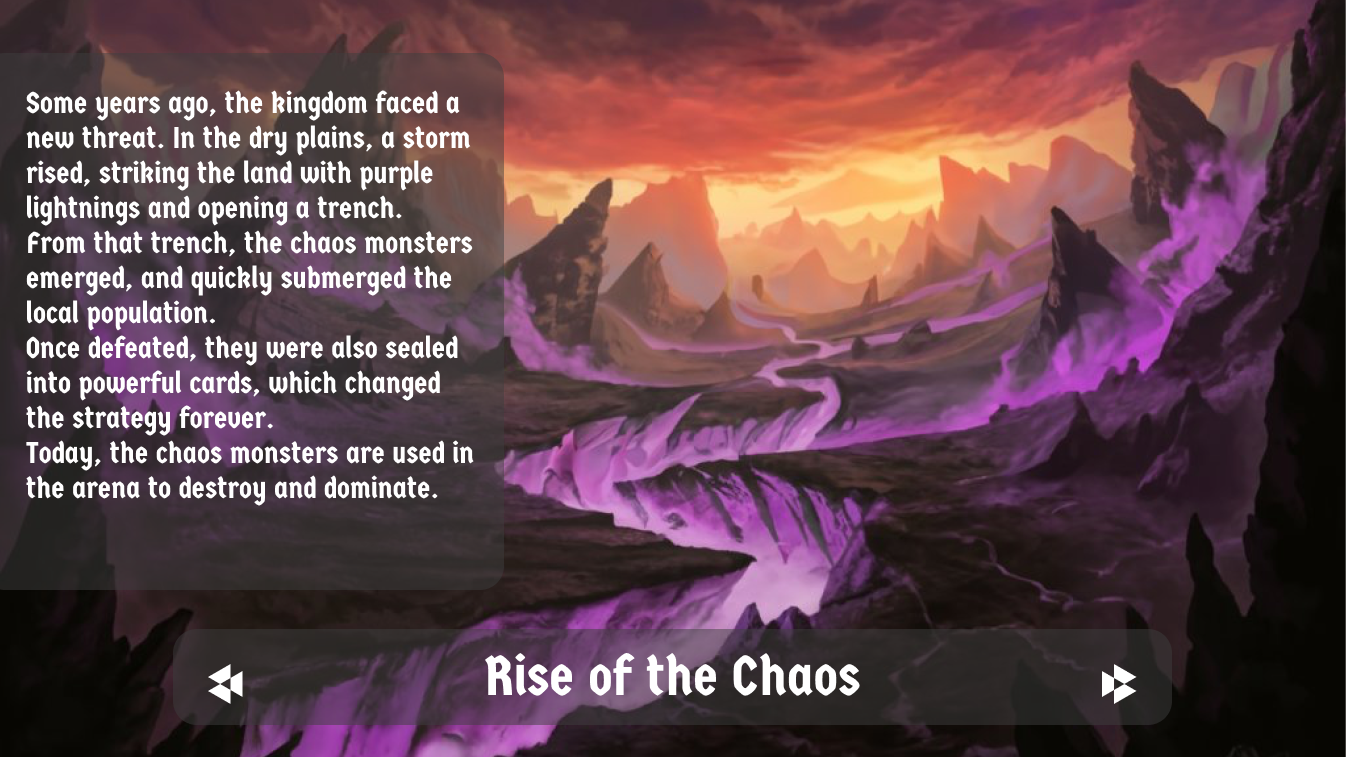 Some years ago, the kingdom faced a
new threat. In the dry plains, a storm
rised, striking the land with purple
lightnings and opening a trench.
From that trench, the chaos monsters
emerged, and quickly submerged the
local population.
Once defeated, they were also sealed
into powerful cards, which changed
the strategy forever.
Today, the chaos monsters are used in
the arena to destroy and dominate.
Rise of the Chaos